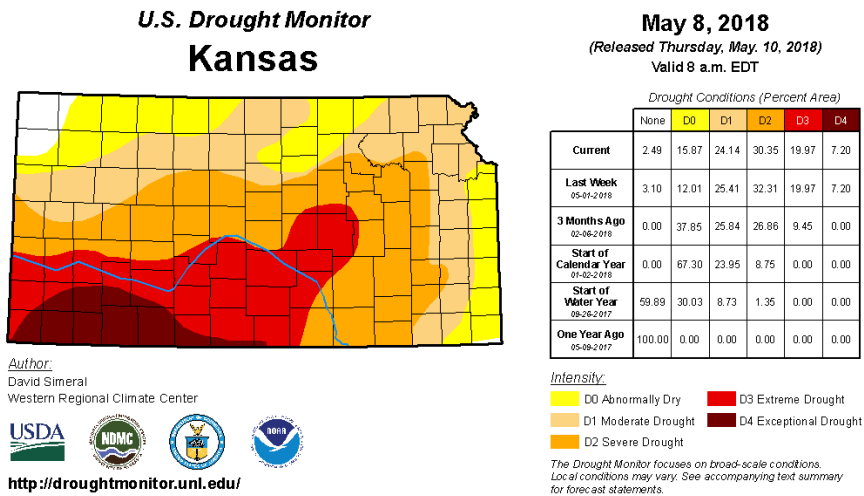 U.S. Drought Monitor
Kansas
May 8, 2018
(Released Thursday, May. 10, 2018)
Valid 8 a.m. EDT
Drought Conditions (Percent Area)
None D0 D1 D2 D3 D4
Current 2.49 15.87 24.14 30.35 19.97 7.20
Last Week
05-01-2018 3.10 12.01 25.41 32.31 19.97 7.20
3 Months Ago
02-06-2018 0.00 37.85 25.84 26.86 9.45 0.00
Start of
Calendar Year
01-02-2018 0.00 67.30 23.95 8.75 0.00 0.00
Start of
Water Year
09-26-2017 59.89 30.03 8.73 1.35 0.00 0.00
One Year Ago
05-09-2017 100.00 0.00 0.00 0.00 0.00 0.00
Intensity:
D0 Abnormally Dry
D1 Moderate Drought
D2 Severe Drought
D3 Extreme Drought
D4 Exceptional Drought
The Drought Monitor focuses on broad-scale conditions.
Local conditions may vary. See accompanying text summary
for forecast statements.
Author:
David Simeral
Western Regional Climate Center
USDA
NDMC
NOAA
http://droughtmonitor.unl.edu/